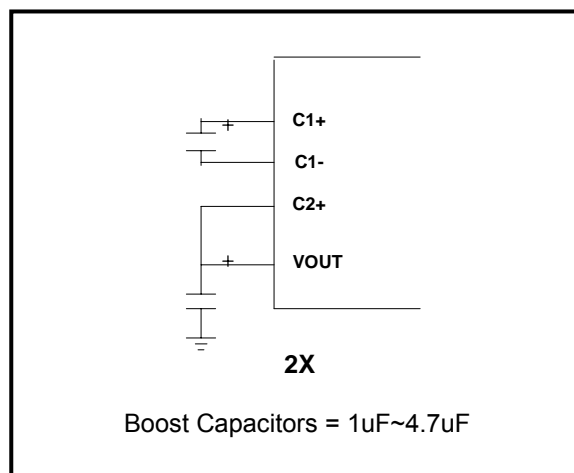 +
C1+
C1-
C2+
+
VOUT
2X
Boost Capacitors = 1uF~4.7uF